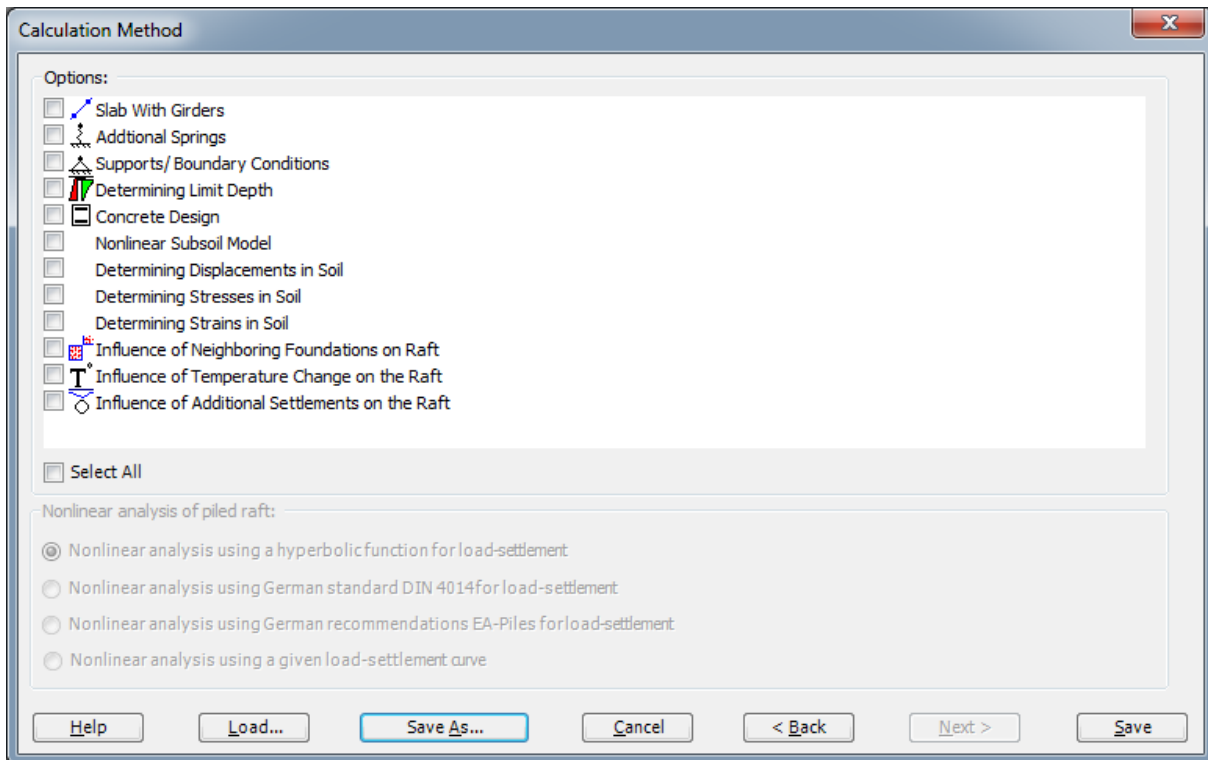 Calculation Method
Options:
Slab With Girders
Addtional Springs
Supports/ Boundary Conditions
Determining Limit Depth
Concrete Design
Nonlinear Subsoil Model
Determining Displacements in Soil
Determining Stresses in Soil
Determining Strains in Soil
Influence of Neighboring Foundations on Raft
T° Influence of Temperature Change on the Raft
Influence of Additional Settlements on the Raft
Select All
Nonlinear analysis of piled raft:
Nonlinear analysis using a hyperbolic function for load-settlement
Nonlinear analysis using German standard DIN 4014for load-settlement
Nonlinear analysis using German recommendations EA-Piles for load-settlement
Nonlinear analysis using a given load-settlement curve
Help Load... Save As... Cancel < Back Next > Save